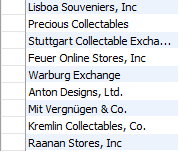 Lisboa Souveniers, Inc
Precious Collectables
Stuttgart Collectable Excha...
Feuer Online Stores, Inc
Warburg Exchange
Anton Designs, Ltd.
Mit Vergnügen & Co.
Kremlin Collectables, Co.
Raanan Stores, Inc